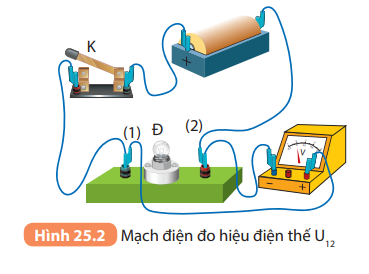 K
+
(1) Đ (2)
V
− +
Hình 25.2 Mạch điện đo hiệu điện thế U12